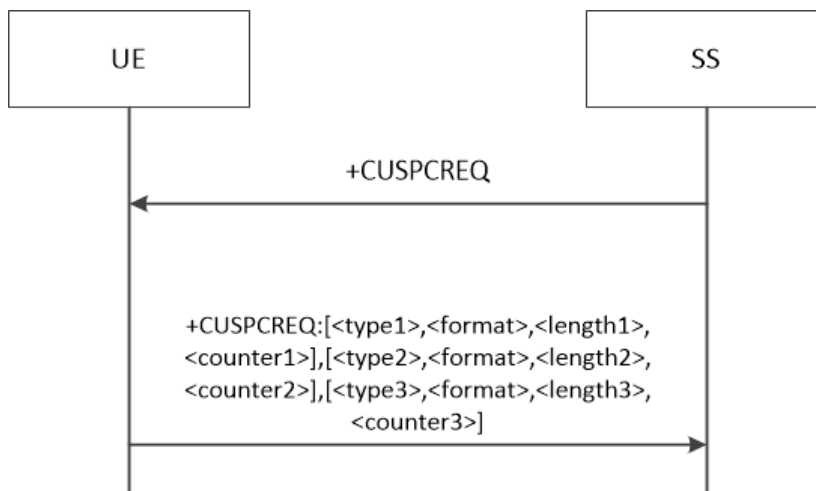 UE
SS
+CUSPCREQ
+CUSPCREQ:[<type1>,<format>,<length1>,
<counter1>],[<type2>,<format>,<length2>,
<counter2>],[<type3>,<format>,<length3>,
<counter3>]